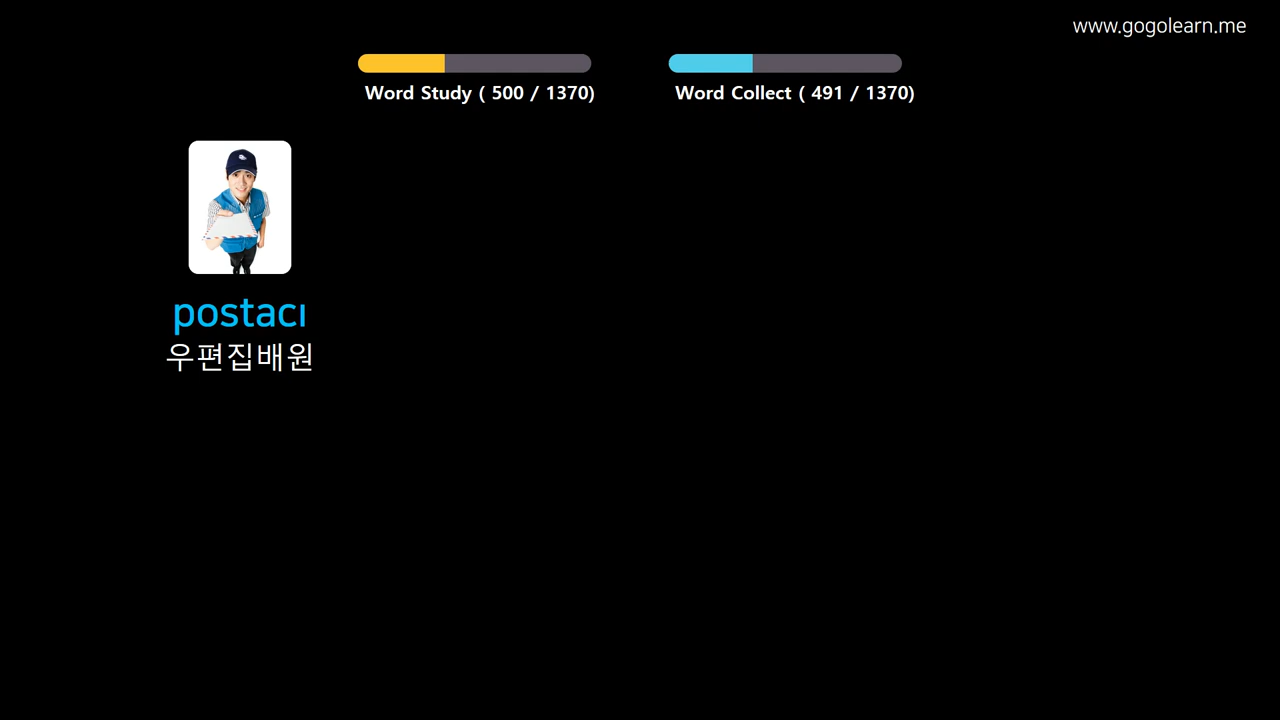 www.gogolearn.me
Word Study ( 500 / 1370)
Word Collect ( 491 / 1370)
postacı
우편집배원